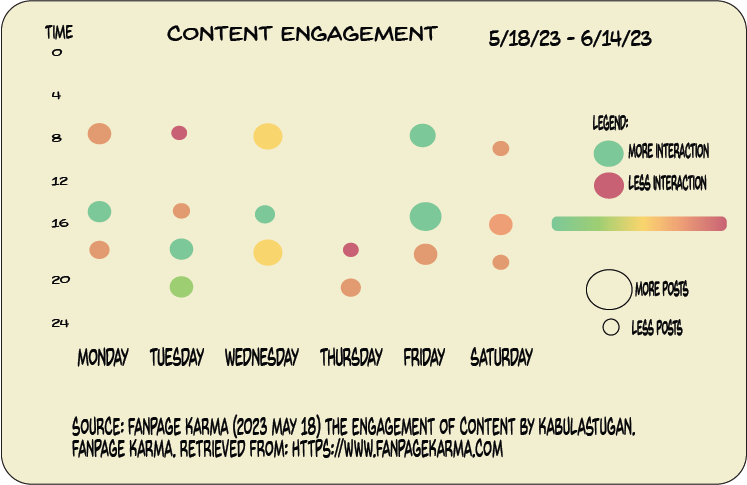 TIME
CONTENT ENGAGEMENT
5/18/23 - 6/14/23
0
4
8
12
16
20
24
LEGEND:
MORE INTERACTION
LESS INTERACTION
MORE POSTS
LESS POSTS
MONDAY TUESDAY WEDNESDAY THURSDAY FRIDAY SATURDAY
SOURCE: FANPAGE KARMA (2023 MAY 18) THE ENGAGEMENT OF CONTENT BY KABULASTUGAN.
FANPAGE KARMA. RETRIEVED FROM: HTTPS://WWW.FANPAGEKARMA.COM